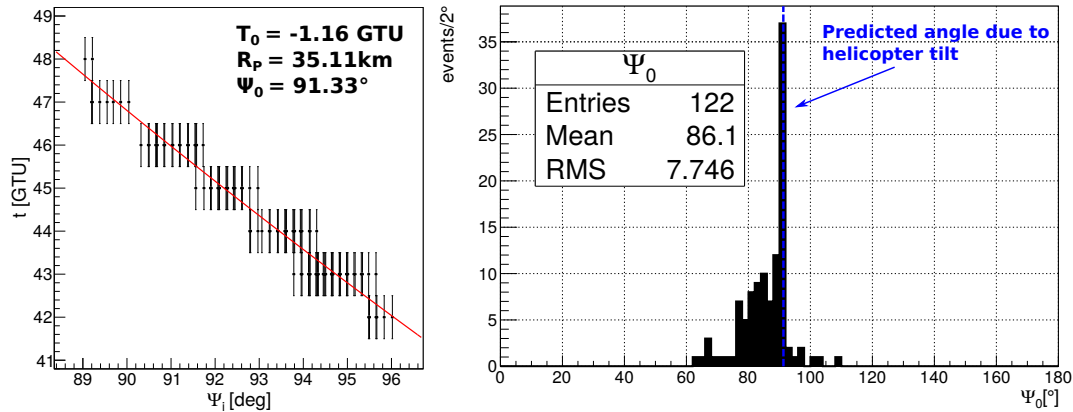 T₀ = -1.16 GTU
R_P = 35.11km
Ψ₀ = 91.33°
t [GTU]
49
48
47
46
45
44
43
42
41
89 90 91 92 93 94 95 96
Ψ_i [deg]
events/2°
35
30
25
20
15
10
5
0
Predicted angle due to
helicopter tilt
Ψ₀
Entries 122
Mean 86.1
RMS 7.746
0 20 40 60 80 100 120 140 160 180
Ψ₀[°]